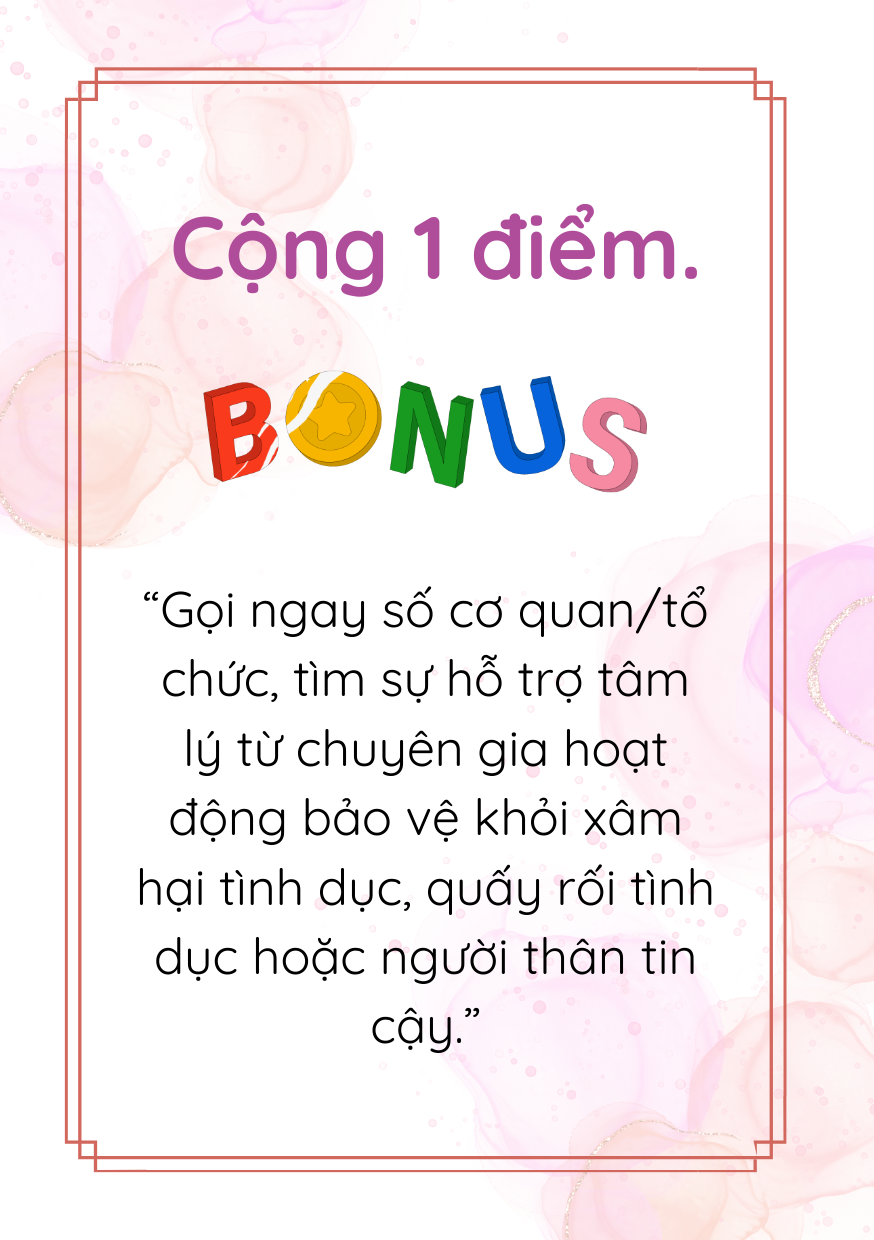 Cộng 1 điểm.
BONUS
“Gọi ngay số cơ quan/tổ
chức, tìm sự hỗ trợ tâm
lý từ chuyên gia hoạt
động bảo vệ khỏi xâm
hại tình dục, quấy rối tình
dục hoặc người thân tin
cậy.”